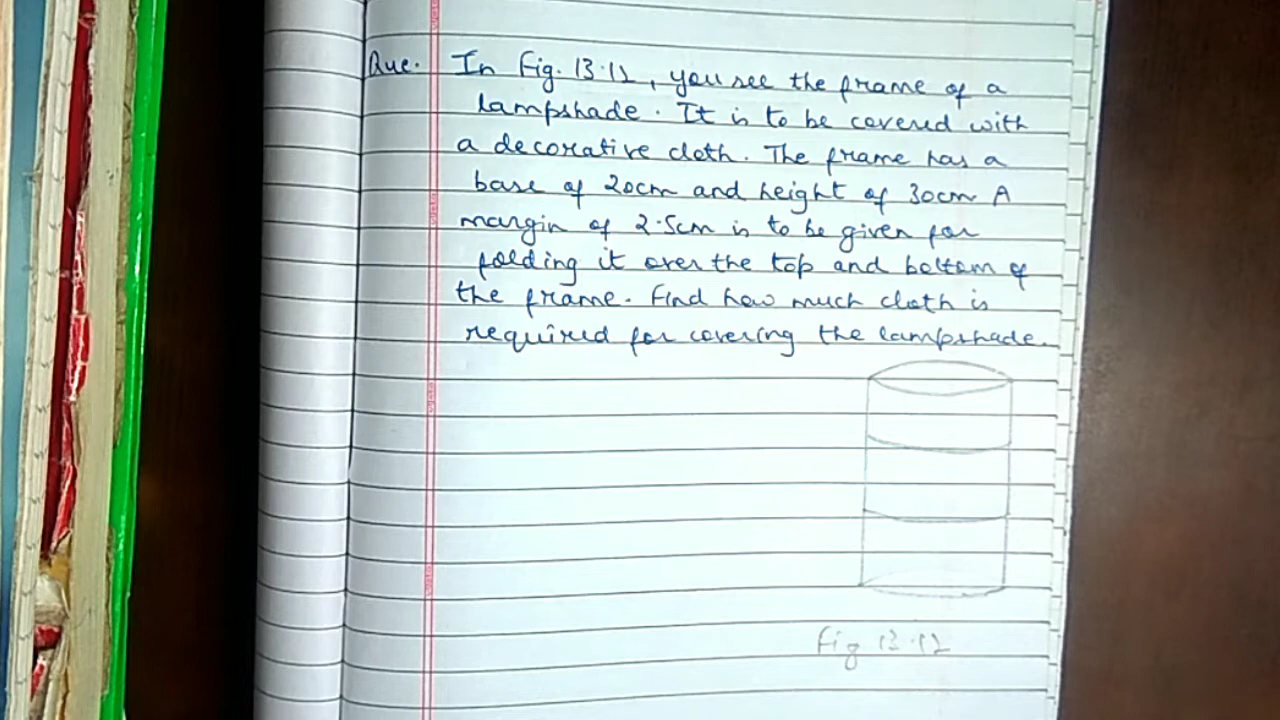 Que. In Fig. 13.12, you see the frame of a
lampshade. It is to be covered with
a decorative cloth. The frame has a
base of 20cm and height of 30cm A
margin of 2.5cm is to be given for
folding it over the top and bottom of
the frame. Find how much cloth is
required for covering the lampshade.
Fig 13.12